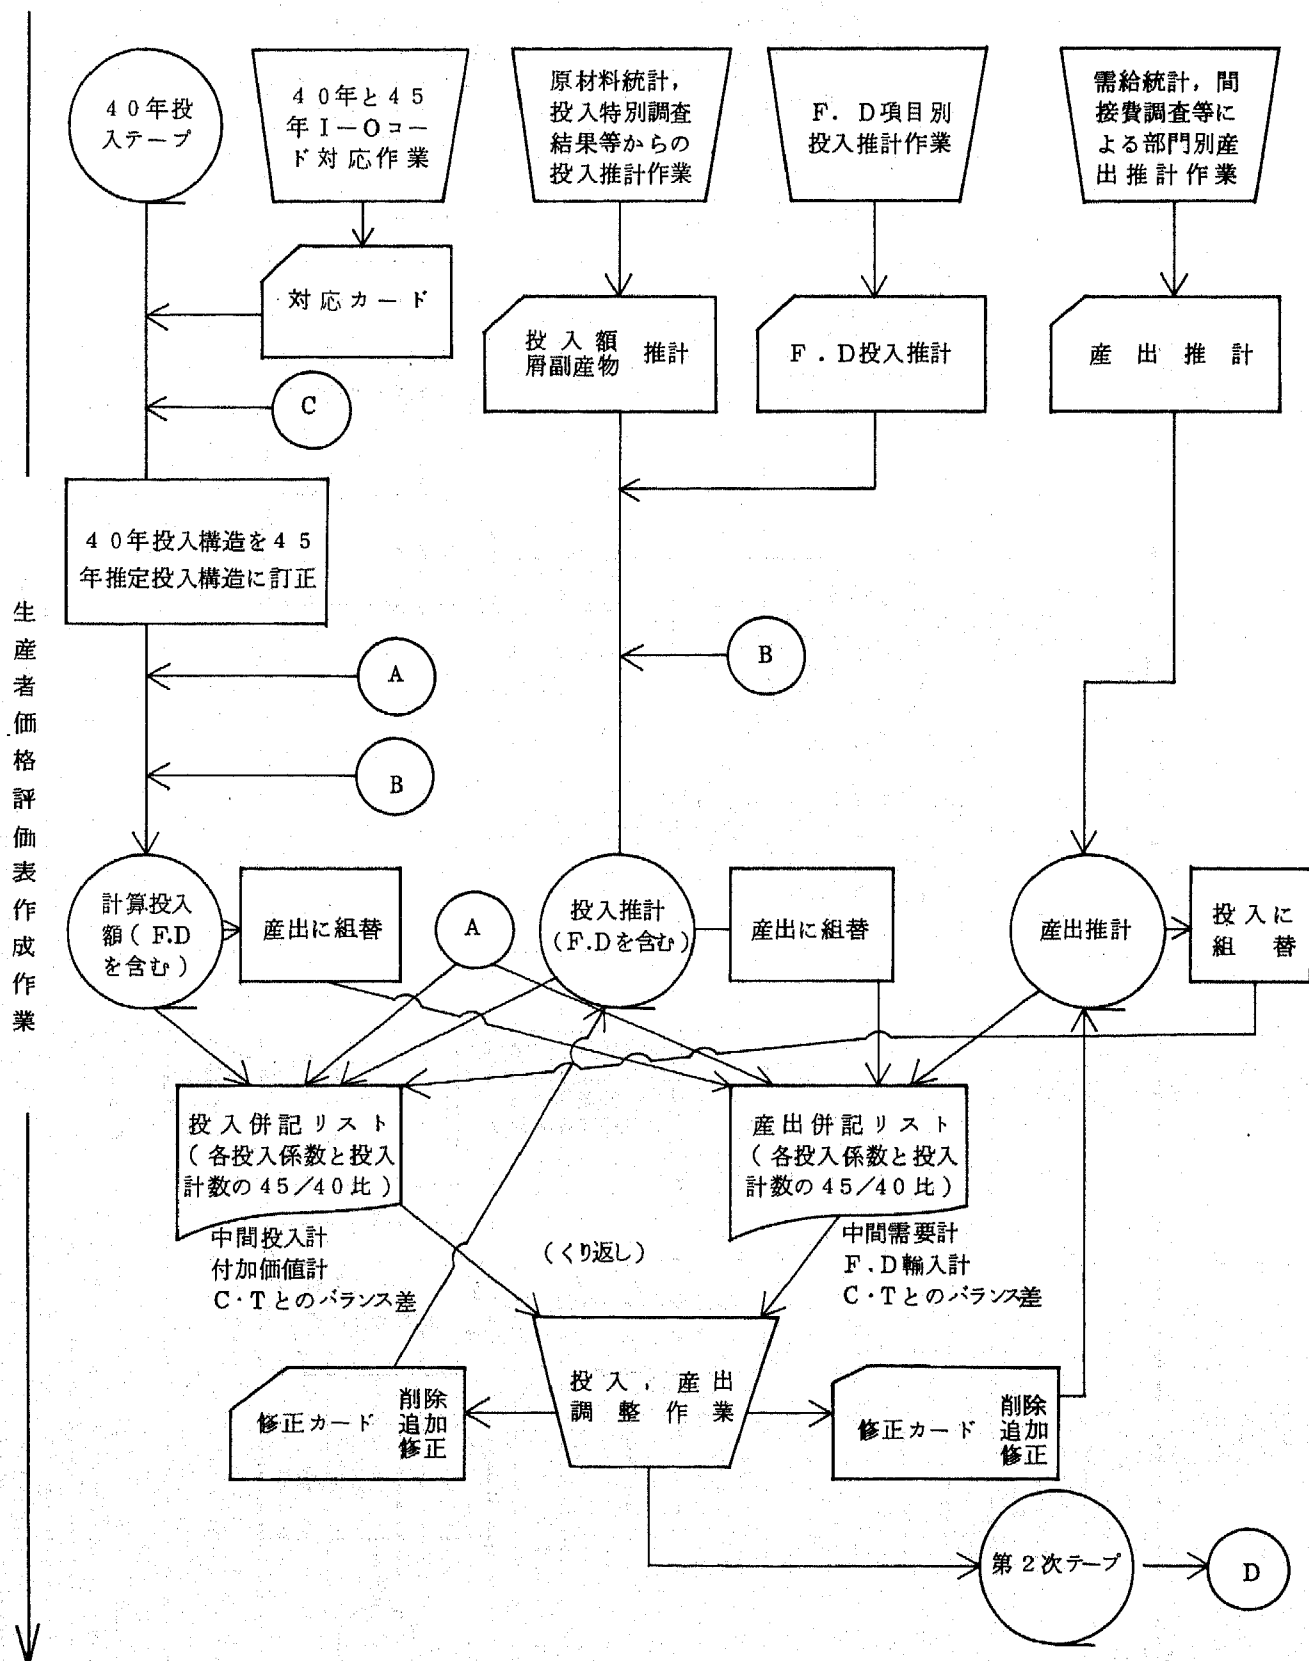 40年投
入テープ
40年と45
年I−Oコー
ド対応作業
原材料統計，
投入特別調査
結果等からの
投入推計作業
F．D項目別
投入推計作業
需給統計，間
接費調査等に
よる部門別産
出推計作業
対応カード
投入額
屑副産物 推計
F．D投入推計
産出推計
C
40年投入構造を45
年推定投入構造に訂正
生産者価格評価表作成作業
A
B
B
計算投入
額（F.D
を含む）
産出に組替
A
投入推計
（F.Dを含む）
産出に組替
産出推計
投入に
組替
投入併記リスト
（各投入係数と投入
計数の45/40比）
中間投入計
付加価値計
C・Tとのバランス差
産出併記リスト
（各投入係数と投入
計数の45/40比）
中間需要計
F．D輸入計
C・Tとのバランス差
（くり返し）
投入，産出
調整作業
修正カード
削除
追加
修正
修正カード
削除
追加
修正
第2次テープ
D